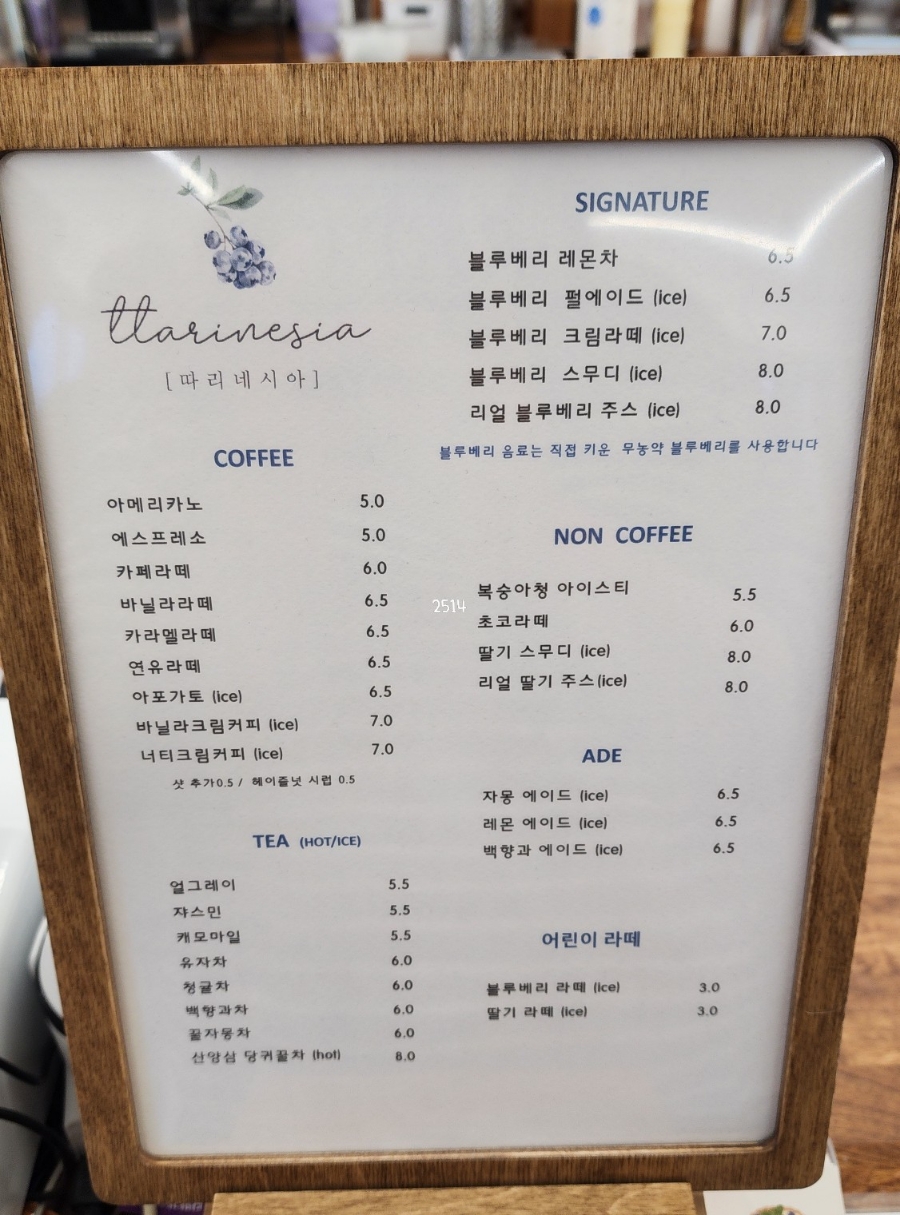 ttarinesia
[따리네시아]
COFFEE
아메리카노 5.0
에스프레소 5.0
카페라떼 6.0
바닐라라떼 6.5
카라멜라떼 6.5
연유라떼 6.5
아포가토 (ice) 6.5
바닐라크림커피 (ice) 7.0
너티크림커피 (ice) 7.0
샷 추가0.5 / 헤이즐넛 시럽 0.5
TEA (HOT/ICE)
얼그레이 5.5
쟈스민 5.5
캐모마일 5.5
유자차 6.0
청귤차 6.0
백향과차 6.0
꿀자몽차 6.0
산양삼 당귀꿀차 (hot) 8.0
SIGNATURE
블루베리 레몬차 6.5
블루베리 펄에이드 (ice) 6.5
블루베리 크림라떼 (ice) 7.0
블루베리 스무디 (ice) 8.0
리얼 블루베리 주스 (ice) 8.0
블루베리 음료는 직접 키운 무농약 블루베리를 사용합니다
NON COFFEE
복숭아청 아이스티 5.5
초코라떼 6.0
딸기 스무디 (ice) 8.0
리얼 딸기 주스(ice) 8.0
ADE
자몽 에이드 (ice) 6.5
레몬 에이드 (ice) 6.5
백향과 에이드 (ice) 6.5
어린이 라떼
블루베리 라떼 (ice) 3.0
딸기 라떼 (ice) 3.0
2514